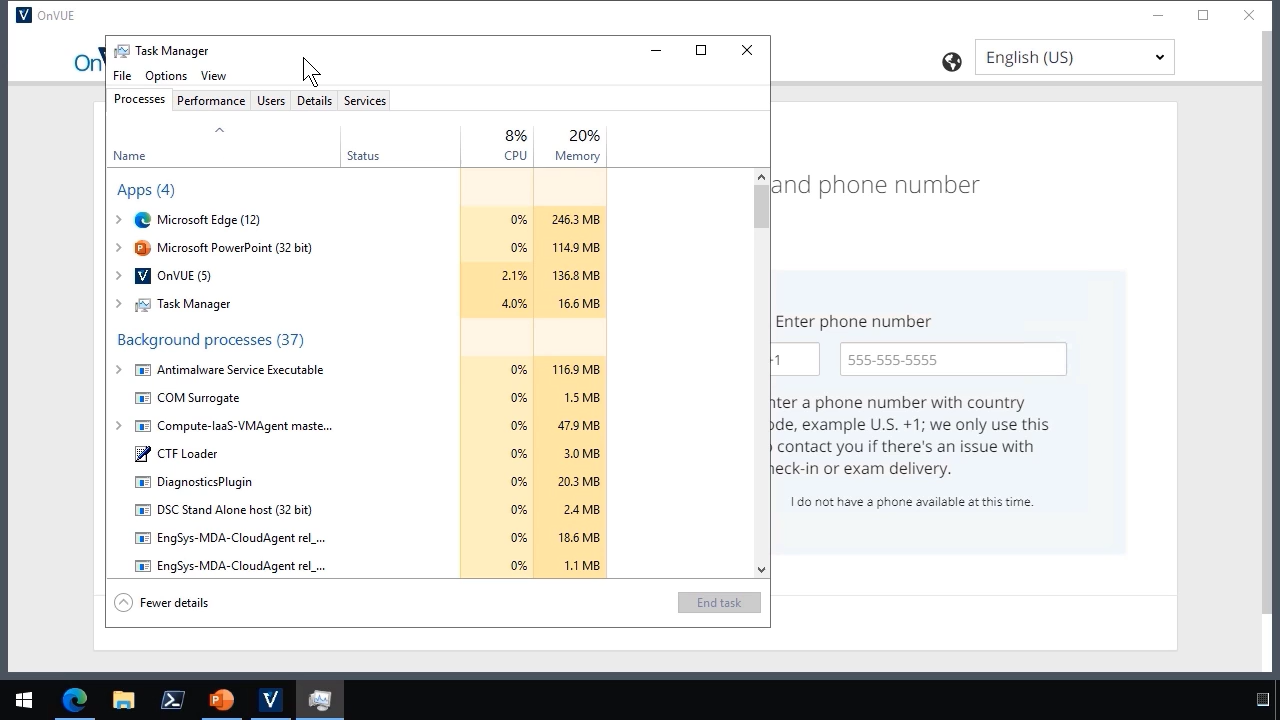 OnVUE
On
English (US)
Task Manager
File Options View
Processes Performance Users Details Services
8% 20%
Name Status CPU Memory
Apps (4)
Microsoft Edge (12) 0% 246.3 MB
Microsoft PowerPoint (32 bit) 0% 114.9 MB
OnVUE (5) 2.1% 136.8 MB
Task Manager 4.0% 16.6 MB
Background processes (37)
Antimalware Service Executable 0% 116.9 MB
COM Surrogate 0% 1.5 MB
Compute-IaaS-VMAgent maste... 0% 47.9 MB
CTF Loader 0% 3.0 MB
DiagnosticsPlugin 0% 20.3 MB
DSC Stand Alone host (32 bit) 0% 2.4 MB
EngSys-MDA-CloudAgent rel_... 0% 18.6 MB
EngSys-MDA-CloudAgent rel_... 0% 1.1 MB
Fewer details End task
and phone number
Enter phone number
+1 555-555-5555
nter a phone number with country
ode, example U.S. +1; we only use this
o contact you if there's an issue with
heck-in or exam delivery.
I do not have a phone available at this time.